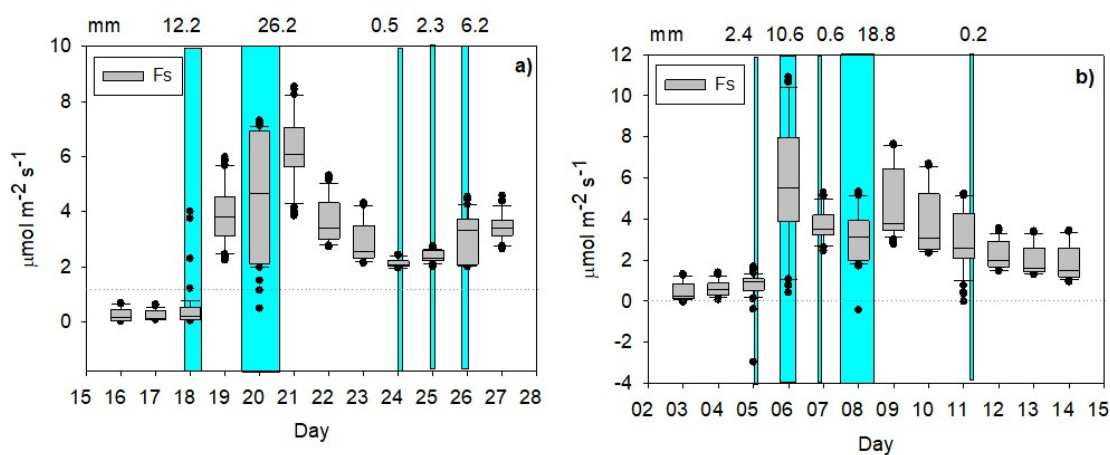 mm 12.2 26.2 0.5 2.3 6.2
10
8
6
4
2
0
Fs
a)
μmol m-2 s-1
15 16 17 18 19 20 21 22 23 24 25 26 27 28
Day
mm 2.4 10.6 0.6 18.8 0.2
12
10
8
6
4
2
0
-2
-4
Fs
b)
μmol m-2 s-1
02 03 04 05 06 07 08 09 10 11 12 13 14 15
Day